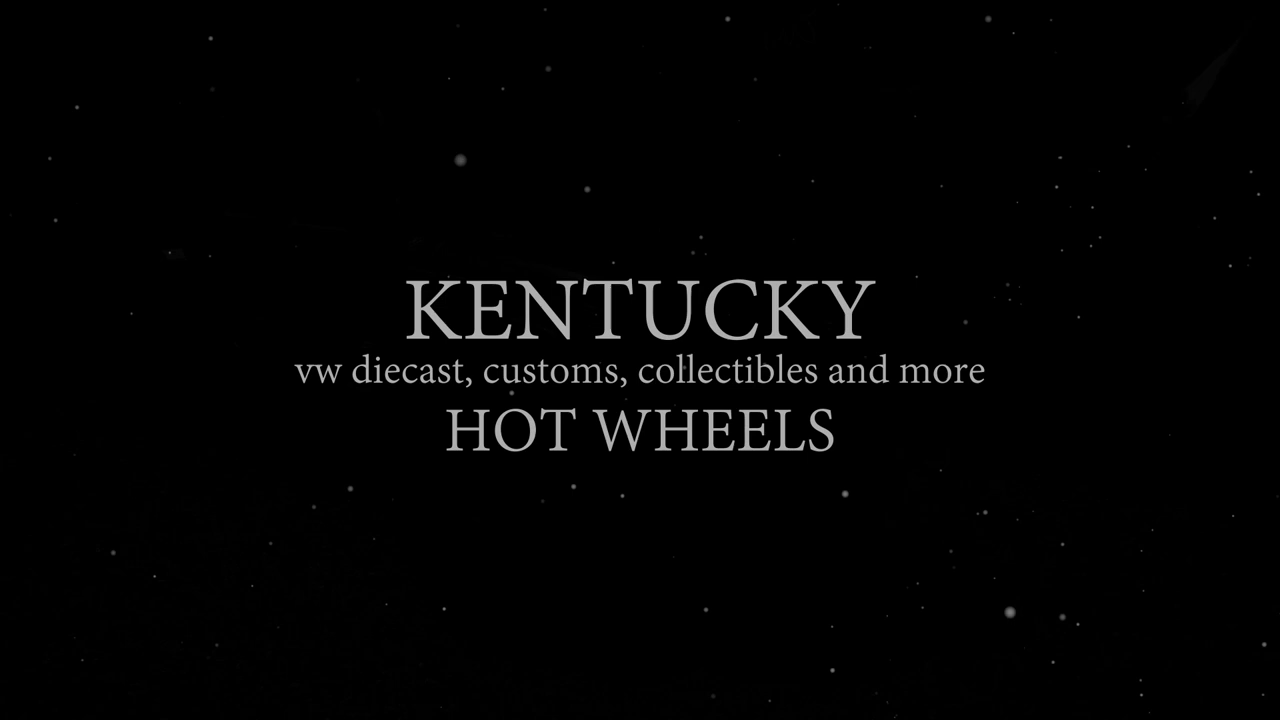 KENTUCKY
vw diecast, customs, collectibles and more
HOT WHEELS